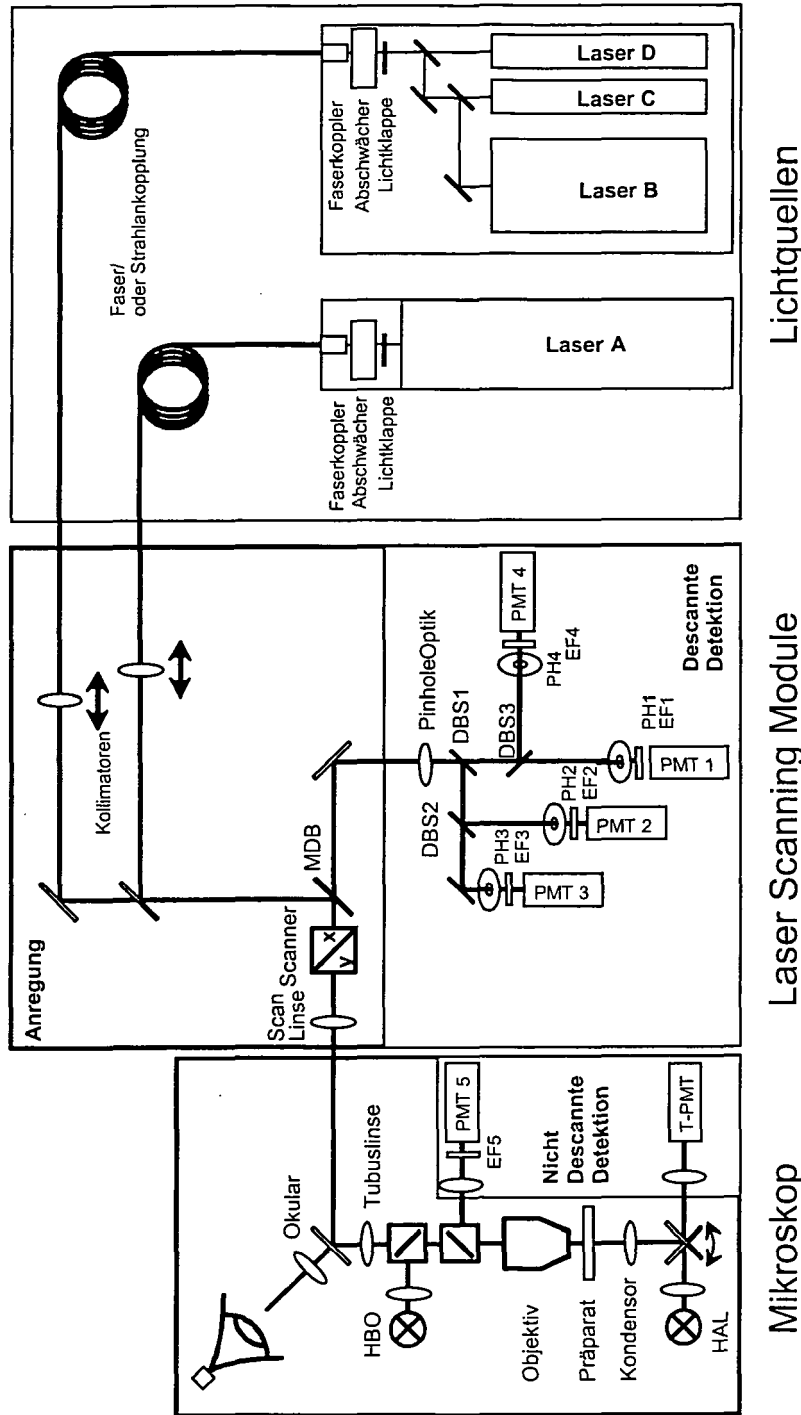 Mikroskop
Okular
Tubuslinse
HBO
PMT 5
EF5
Nicht
Descannte
Detektion
Objektiv
Präparat
Kondensor
HAL
T-PMT
Laser Scanning Module
Anregung
Kollimatoren
Scan
Linse
Scanner
y
x
MDB
PinholeOptik
DBS1
DBS2
DBS3
PH4
EF4
PMT 4
PH3
EF3
PMT 3
PH2
EF2
PMT 2
PH1
EF1
PMT 1
Descannte
Detektion
Lichtquellen
Faser/
oder Strahlankopplung
Faserkoppler
Abschwächer
Lichtklappe
Laser A
Faserkoppler
Abschwächer
Lichtklappe
Laser B
Laser C
Laser D